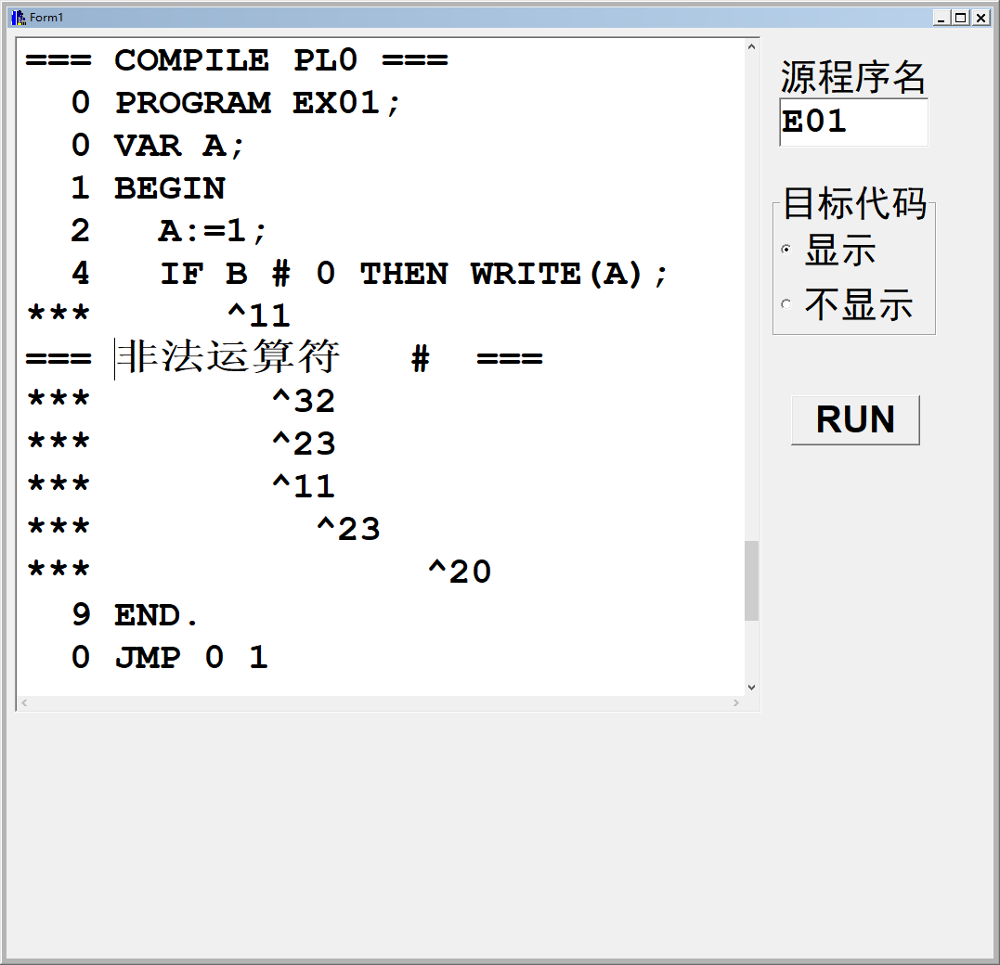 Form1
=== COMPILE PL0 ===
0 PROGRAM EX01;
0 VAR A;
1 BEGIN
2 A:=1;
4 IF B # 0 THEN WRITE(A);
*** ^11
=== 非法运算符 # ===
*** ^32
*** ^23
*** ^11
*** ^23
*** ^20
9 END.
0 JMP 0 1
源程序名
E01
目标代码
显示
不显示
RUN